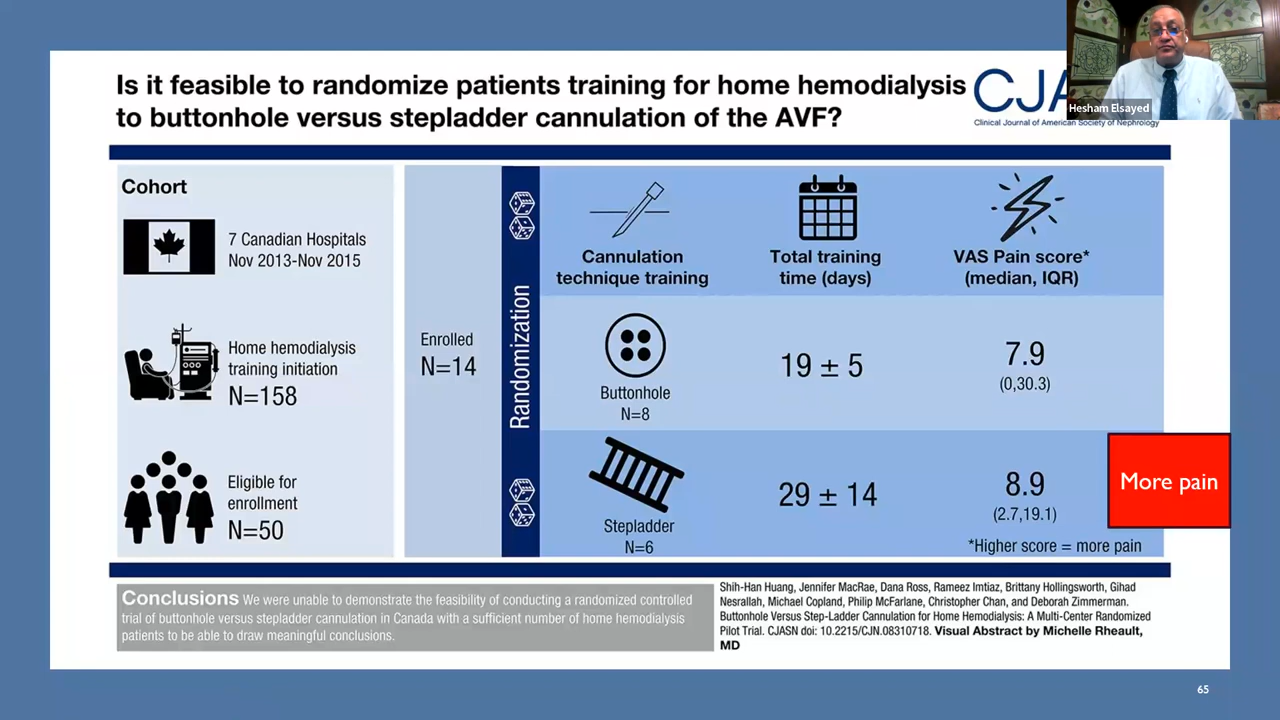 Is it feasible to randomize patients training for home hemodialysis
to buttonhole versus stepladder cannulation of the AVF?
CJA
Clinical Journal of American Society of Nephrology
Hesham Elsayed
Cohort
7 Canadian Hospitals
Nov 2013-Nov 2015
Home hemodialysis
training initiation
N=158
Eligible for
enrollment
N=50
Enrolled
N=14
Randomization
Cannulation
technique training
Total training
time (days)
VAS Pain score*
(median, IQR)
Buttonhole
N=8
19 ± 5
7.9
(0,30.3)
Stepladder
N=6
29 ± 14
8.9
(2.7,19.1)
More pain
*Higher score = more pain
Conclusions We were unable to demonstrate the feasibility of conducting a randomized controlled
trial of buttonhole versus stepladder cannulation in Canada with a sufficient number of home hemodialysis
patients to be able to draw meaningful conclusions.
Shih-Han Huang, Jennifer MacRae, Dana Ross, Rameez Imtiaz, Brittany Hollingsworth, Gihad
Nesrallah, Michael Copland, Philip McFarlane, Christopher Chan, and Deborah Zimmerman.
Buttonhole Versus Step-Ladder Cannulation for Home Hemodialysis: A Multi-Center Randomized
Pilot Trial. CJASN doi: 10.2215/CJN.08310718. Visual Abstract by Michelle Rheault,
MD
65